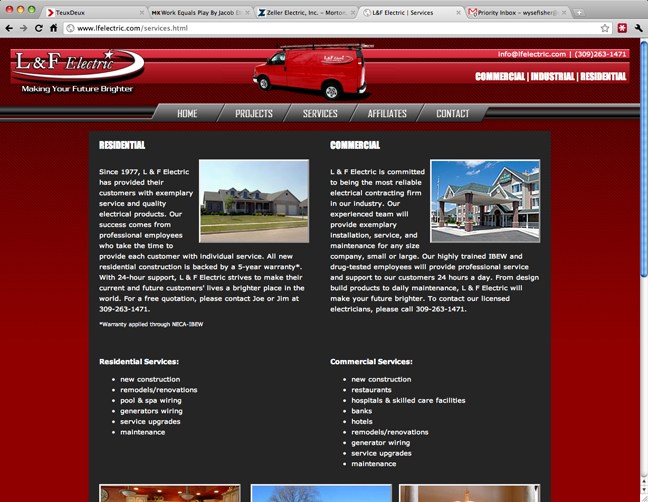 TeuxDeux
MK Work Equals Play By Jacob
Zeller Electric, Inc. - Morton
L&F Electric | Services
Priority Inbox – wysefisher@
www.lfelectric.com/services.html
L&F Electric
Making Your Future Brighter
info@lfelectric.com | (309)263-1471
COMMERCIAL | INDUSTRIAL | RESIDENTIAL
HOME PROJECTS SERVICES AFFILIATES CONTACT
RESIDENTIAL
Since 1977, L & F Electric
has provided their
customers with exemplary
service and quality
electrical products. Our
success comes from
professional employees
who take the time to
provide each customer with individual service. All new
residential construction is backed by a 5-year warranty*.
With 24-hour support, L & F Electric strives to make their
current and future customers' lives a brighter place in the
world. For a free quotation, please contact Joe or Jim at
309-263-1471.
*Warranty applied through NECA-IBEW
COMMERCIAL
L & F Electric is committed
to being the most reliable
electrical contracting firm
in our industry. Our
experienced team will
provide exemplary
installation, service, and
maintenance for any size
company, small or large. Our highly trained IBEW and
drug-tested employees will provide professional service
and support to our customers 24 hours a day. From design
build products to daily maintenance, L & F Electric will
make your future brighter. To contact our licensed
electricians, please call 309-263-1471.
Residential Services:
• new construction
• remodels/renovations
• pool & spa wiring
• generators wiring
• service upgrades
• maintenance
Commercial Services:
• new construction
• restaurants
• hospitals & skilled care facilities
• banks
• hotels
• remodels/renovations
• generator wiring
• service upgrades
• maintenance